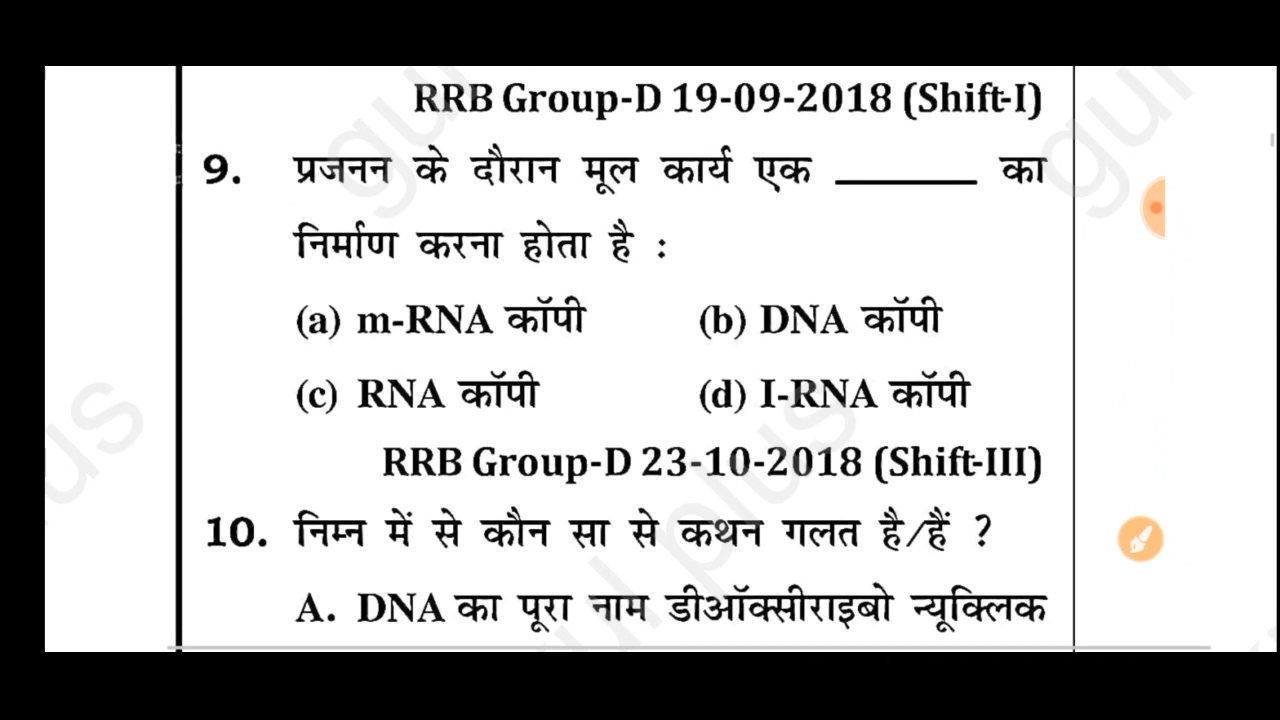 RRB Group-D 19-09-2018 (Shift-I)
9. प्रजनन के दौरान मूल कार्य एक ________ का
निर्माण करना होता है :
(a) m-RNA कॉपी (b) DNA कॉपी
(c) RNA कॉपी (d) I-RNA कॉपी
RRB Group-D 23-10-2018 (Shift-III)
10. निम्न में से कौन सा से कथन गलत है/हैं ?
A. DNA का पूरा नाम डीऑक्सीराइबो न्यूक्लिक